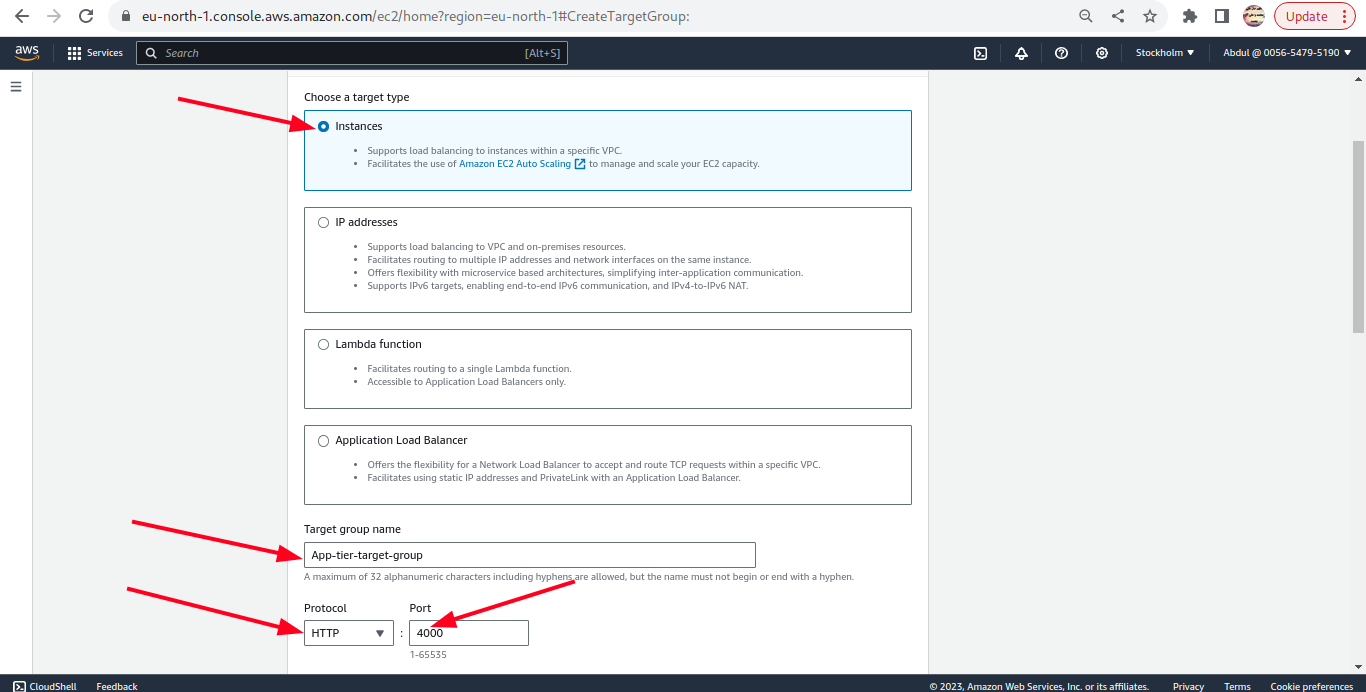 eu-north-1.console.aws.amazon.com/ec2/home?region=eu-north-1#CreateTargetGroup:
Update
aws
Services
Search
[Alt+S]
Stockholm
Abdul @ 0056-5479-5190
Choose a target type
Instances
• Supports load balancing to instances within a specific VPC.
• Facilitates the use of Amazon EC2 Auto Scaling to manage and scale your EC2 capacity.
IP addresses
• Supports load balancing to VPC and on-premises resources.
• Facilitates routing to multiple IP addresses and network interfaces on the same instance.
• Offers flexibility with microservice based architectures, simplifying inter-application communication.
• Supports IPv6 targets, enabling end-to-end IPv6 communication, and IPv4-to-IPv6 NAT.
Lambda function
• Facilitates routing to a single Lambda function.
• Accessible to Application Load Balancers only.
Application Load Balancer
• Offers the flexibility for a Network Load Balancer to accept and route TCP requests within a specific VPC.
• Facilitates using static IP addresses and PrivateLink with an Application Load Balancer.
Target group name
App-tier-target-group
A maximum of 32 alphanumeric characters including hyphens are allowed, but the name must not begin or end with a hyphen.
Protocol
Port
HTTP
:
4000
1-65535
CloudShell
Feedback
© 2023, Amazon Web Services, Inc. or its affiliates.
Privacy
Terms
Cookie preferences